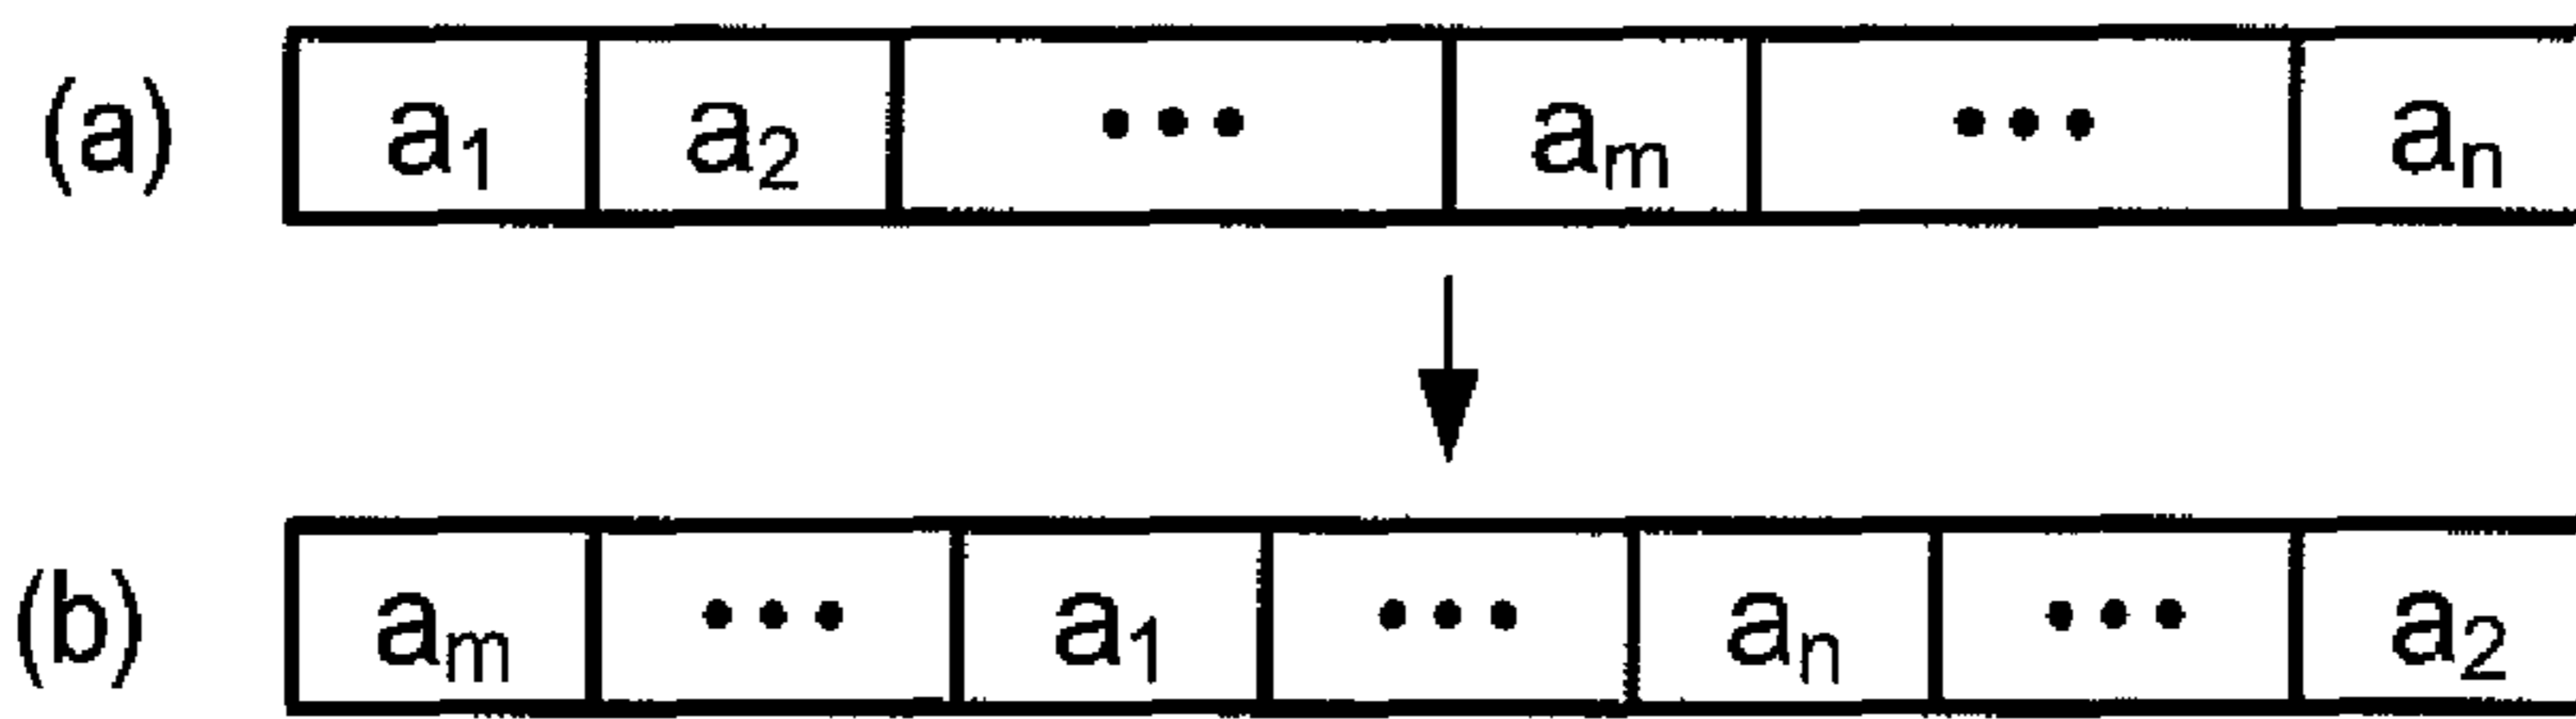 (a) a₁ a₂ ••• aₘ ••• aₙ
(b) aₘ ••• a₁ ••• aₙ ••• a₂